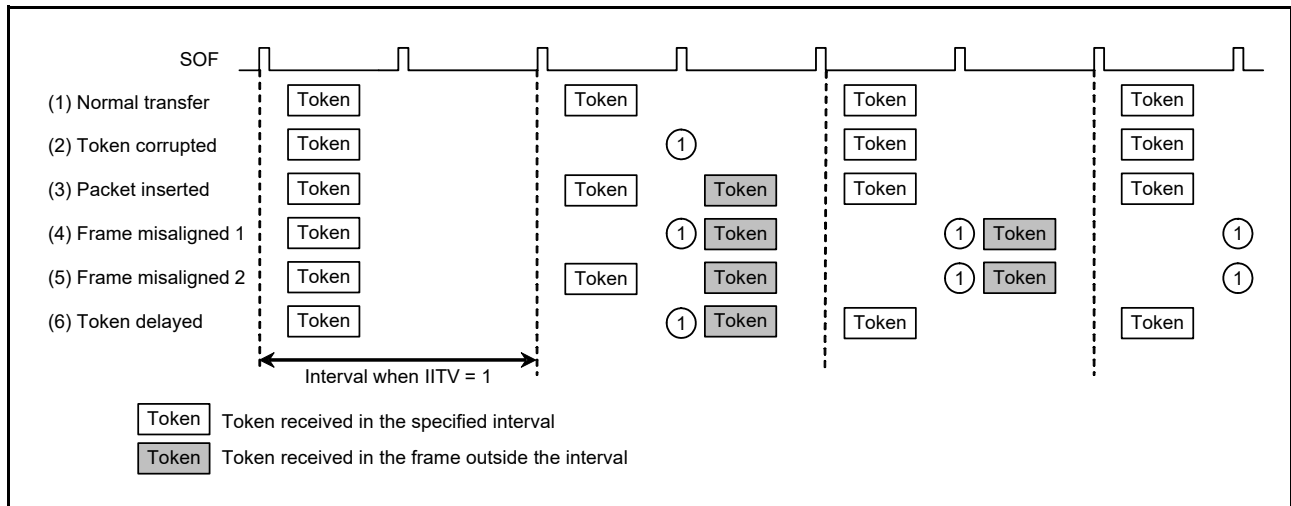 SOF
(1) Normal transfer Token Token Token Token
(2) Token corrupted Token 1 Token Token
(3) Packet inserted Token Token Token Token Token
(4) Frame misaligned 1 Token 1 Token 1 Token 1
(5) Frame misaligned 2 Token Token Token 1 Token 1
(6) Token delayed Token 1 Token Token Token
Interval when IITV = 1
Token Token received in the specified interval
Token Token received in the frame outside the interval